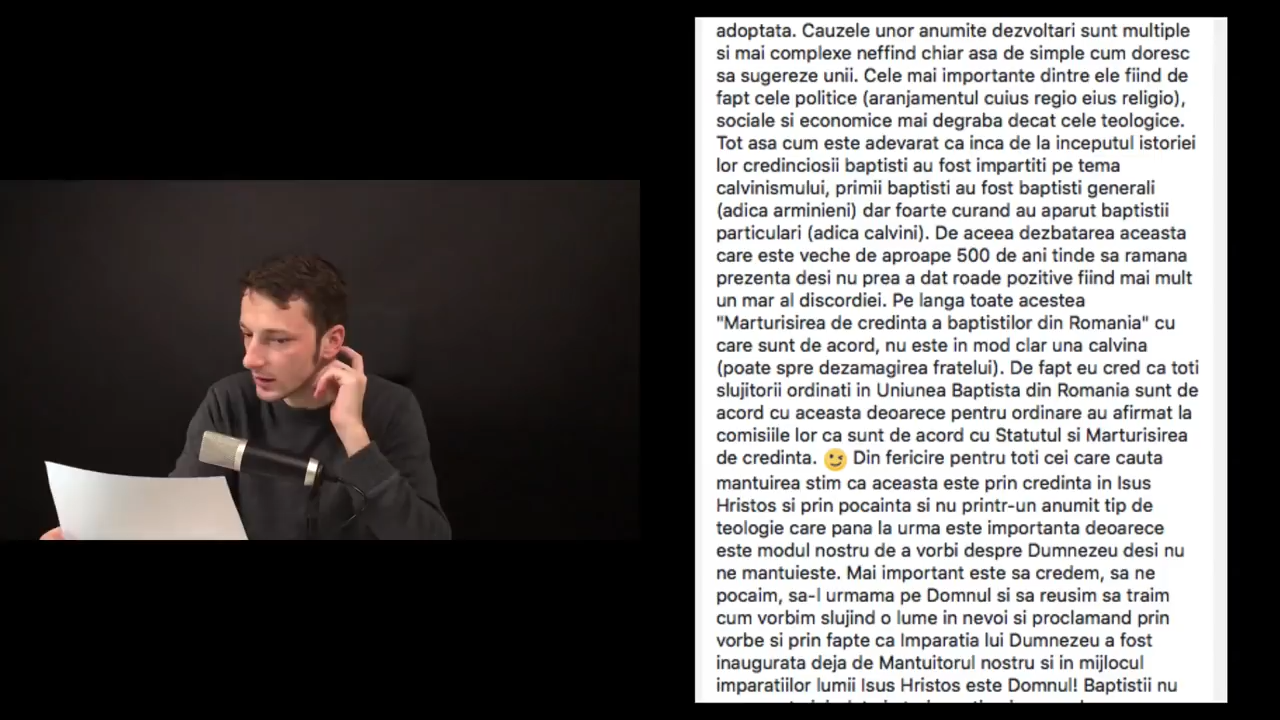 adoptata. Cauzele unor anumite dezvoltari sunt multiple
si mai complexe neffind chiar asa de simple cum doresc
sa sugereze unii. Cele mai importante dintre ele fiind de
fapt cele politice (aranjamentul cuius regio eius religio),
sociale si economice mai degraba decat cele teologice.
Tot asa cum este adevarat ca inca de la inceputul istoriei
lor credinciosii baptisti au fost impartiti pe tema
calvinismului, primii baptisti au fost baptisti generali
(adica arminieni) dar foarte curand au aparut baptistii
particulari (adica calvini). De aceea dezbatarea aceasta
care este veche de aproape 500 de ani tinde sa ramana
prezenta desi nu prea a dat roade pozitive fiind mai mult
un mar al discordiei. Pe langa toate acestea
"Marturisirea de credinta a baptistilor din Romania" cu
care sunt de acord, nu este in mod clar una calvina
(poate spre dezamagirea fratelui). De fapt eu cred ca toti
slujitorii ordinati in Uniunea Baptista din Romania sunt de
acord cu aceasta deoarece pentru ordinare au afirmat la
comisiile lor ca sunt de acord cu Statutul si Marturisirea
de credinta. 😉 Din fericire pentru toti cei care cauta
mantuirea stim ca aceasta este prin credinta in Isus
Hristos si prin pocainta si nu printr-un anumit tip de
teologie care pana la urma este importanta deoarece
este modul nostru de a vorbi despre Dumnezeu desi nu
ne mantuieste. Mai important este sa credem, sa ne
pocaim, sa-l urmama pe Domnul si sa reusim sa traim
cum vorbim slujind o lume in nevoi si proclamand prin
vorbe si prin fapte ca Imparatia lui Dumnezeu a fost
inaugurata deja de Mantuitorul nostru si in mijlocul
imparatiilor lumii Isus Hristos este Domnul! Baptistii nu